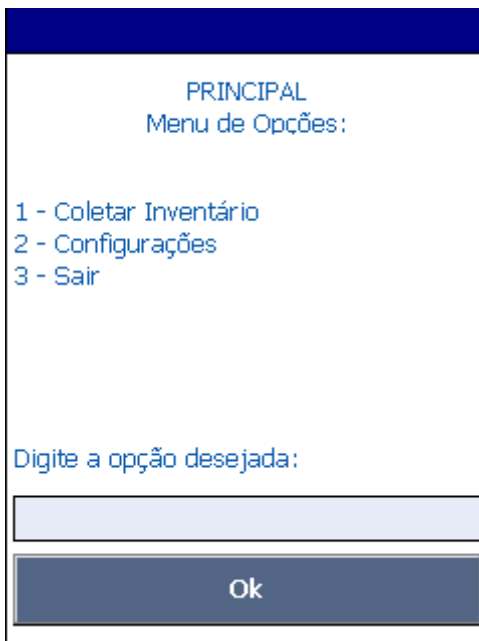 PRINCIPAL
Menu de Opções:
1 - Coletar Inventário
2 - Configurações
3 - Sair
Digite a opção desejada:
Ok